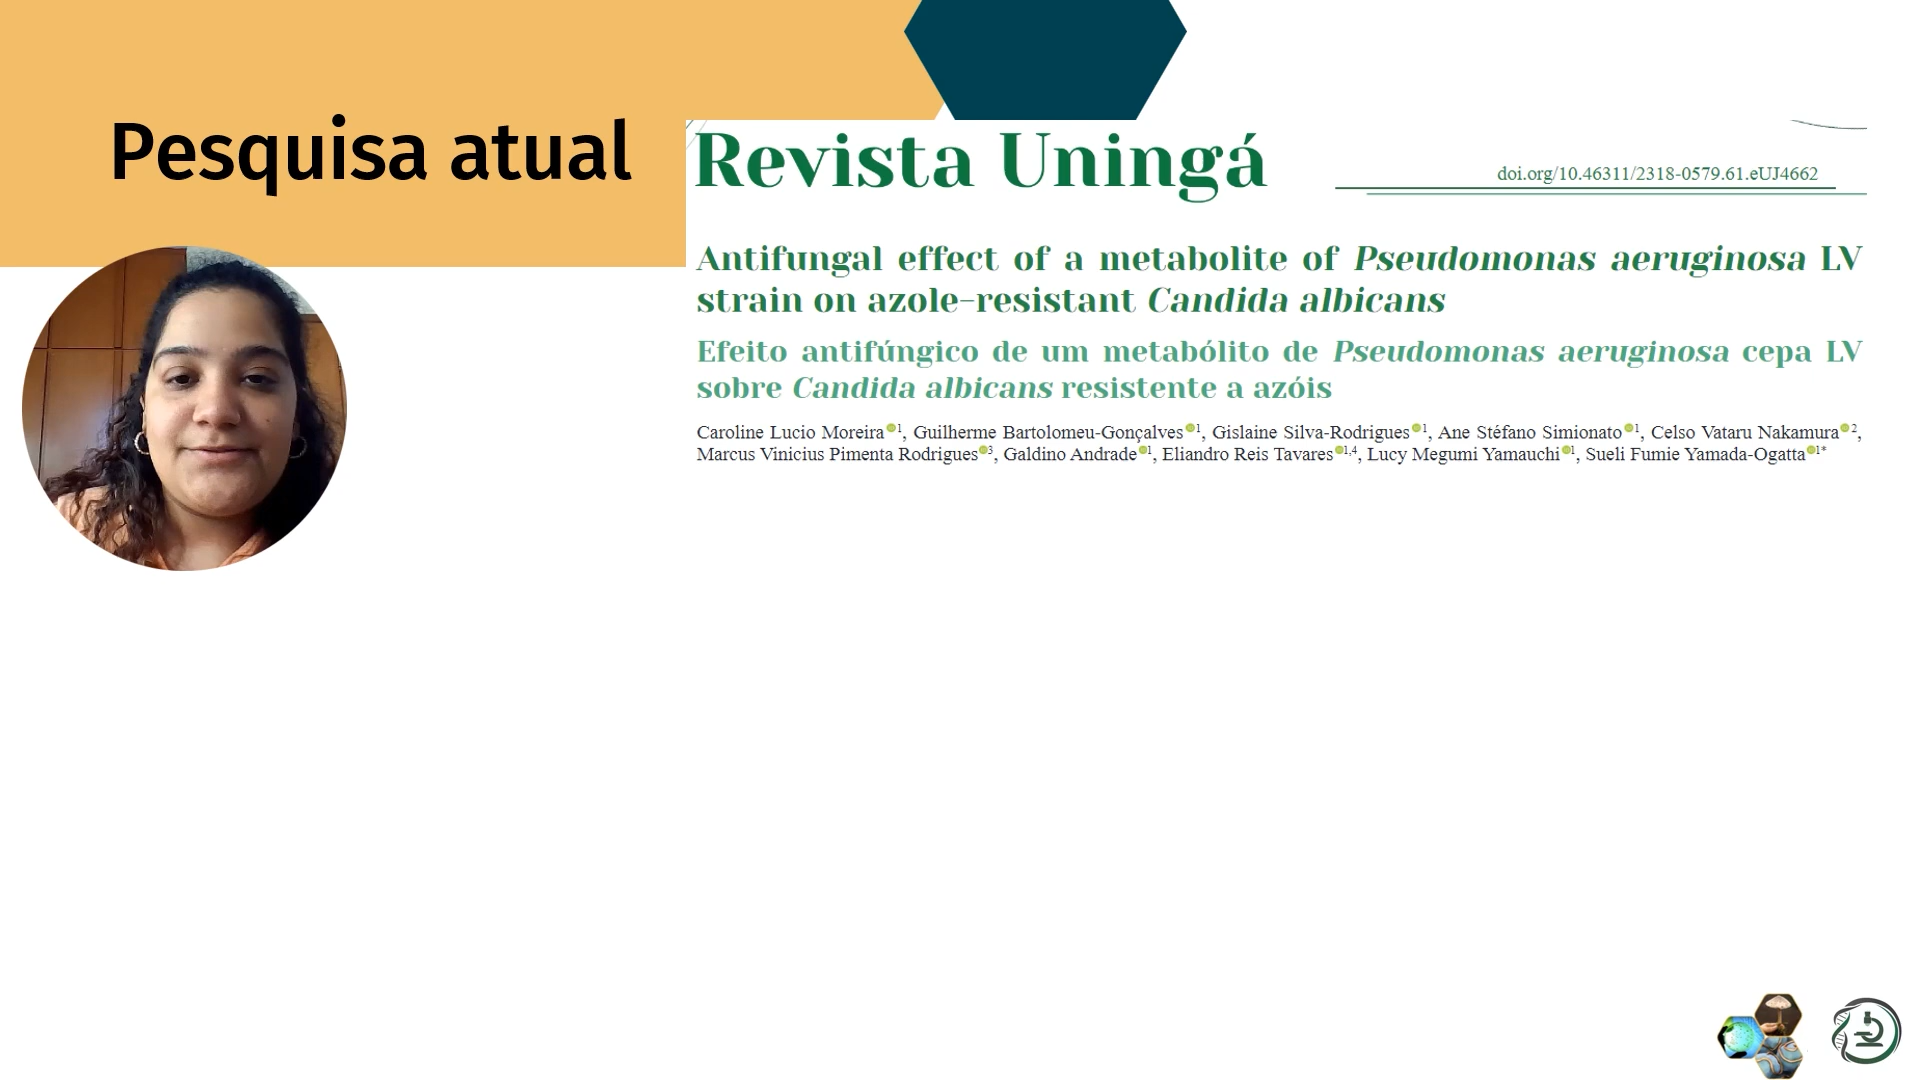 Pesquisa atual
Revista Uningá
doi.org/10.46311/2318-0579.61.eUJ4662
Antifungal effect of a metabolite of Pseudomonas aeruginosa LV
strain on azole-resistant Candida albicans
Efeito antifúngico de um metabólito de Pseudomonas aeruginosa cepa LV
sobre Candida albicans resistente a azóis
Caroline Lucio Moreira¹, Guilherme Bartolomeu-Gonçalves¹, Gislaine Silva-Rodrigues¹, Ane Stéfano Simionato¹, Celso Vataru Nakamura²,
Marcus Vinicius Pimenta Rodrigues³, Galdino Andrade¹, Eliandro Reis Tavares¹,⁴, Lucy Megumi Yamauchi¹, Sueli Fumie Yamada-Ogatta¹*